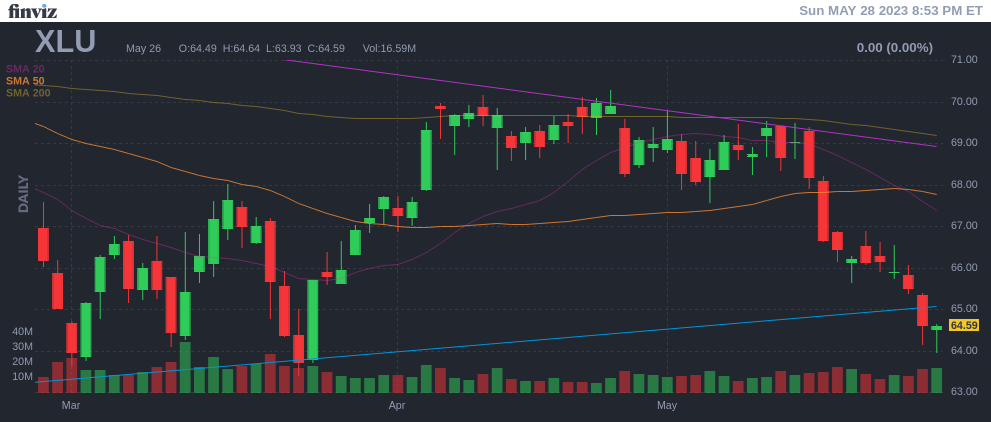 finviz
Sun MAY 28 2023 8:53 PM ET
XLU
May 26 O:64.49 H:64.64 L:63.93 C:64.59 Vol:16.59M
0.00 (0.00%)
SMA 20
SMA 50
SMA 200
DAILY
71.00
70.00
69.00
68.00
67.00
66.00
65.00
64.59
64.00
63.00
40M
30M
20M
10M
Mar Apr May